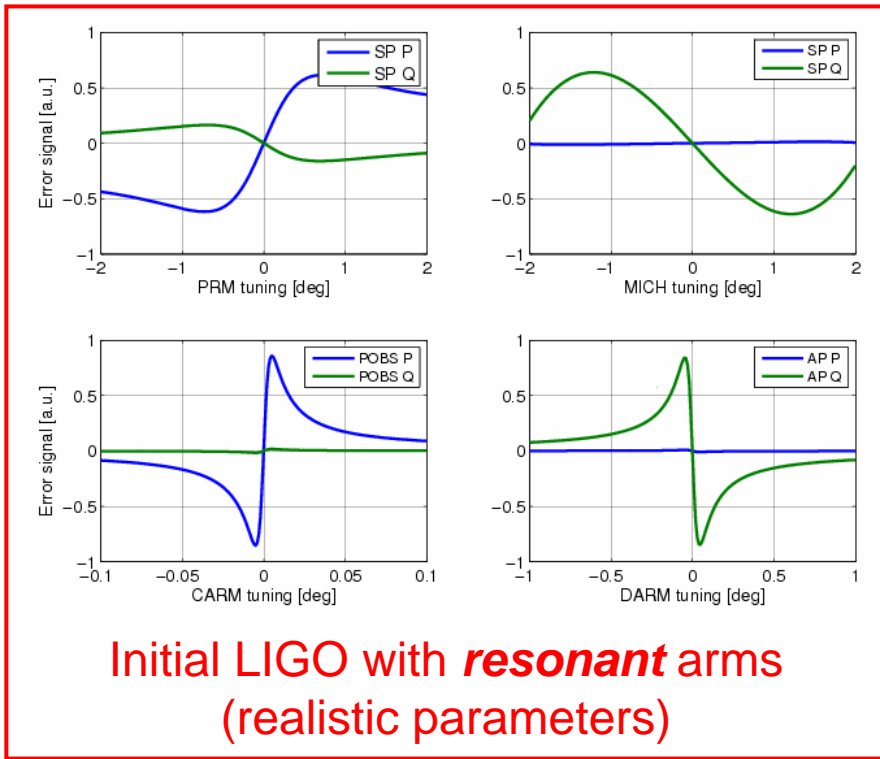 1
0.5
0
−0.5
−1
Error signal [a.u.]
SP P
SP Q
−2
−1
0
1
2
PRM tuning [deg]
1
0.5
0
−0.5
−1
SP P
SP Q
−2
−1
0
1
2
MICH tuning [deg]
1
0.5
0
−0.5
−1
Error signal [a.u.]
POBS P
POBS Q
−0.1
−0.05
0
0.05
0.1
CARM tuning [deg]
1
0.5
0
−0.5
−1
AP P
AP Q
−1
−0.5
0
0.5
1
DARM tuning [deg]
Initial LIGO with resonant arms
(realistic parameters)